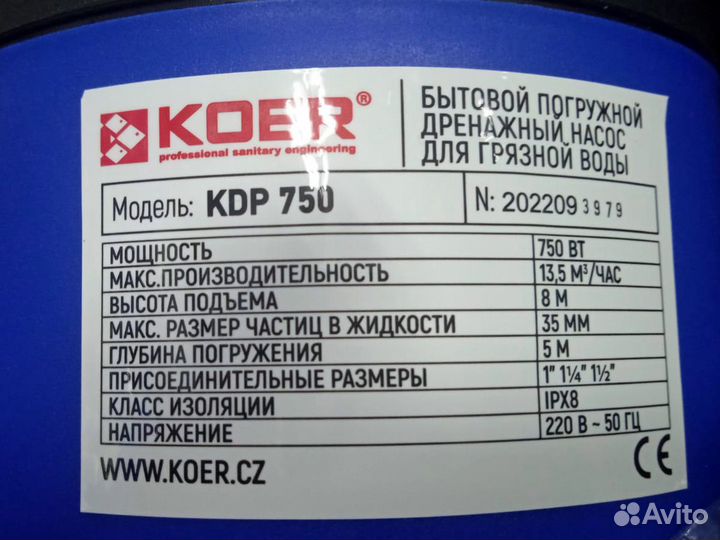 KOER®
professional sanitary engineering
БЫТОВОЙ ПОГРУЖНОЙ
ДРЕНАЖНЫЙ НАСОС
ДЛЯ ГРЯЗНОЙ ВОДЫ
Модель: KDP 750
N: 202209 3979
МОЩНОСТЬ 750 ВТ
МАКС.ПРОИЗВОДИТЕЛЬНОСТЬ 13,5 М³/ЧАС
ВЫСОТА ПОДЪЕМА 8 М
МАКС. РАЗМЕР ЧАСТИЦ В ЖИДКОСТИ 35 ММ
ГЛУБИНА ПОГРУЖЕНИЯ 5 М
ПРИСОЕДИНИТЕЛЬНЫЕ РАЗМЕРЫ 1" 1¼" 1½"
КЛАСС ИЗОЛЯЦИИ IPX8
НАПРЯЖЕНИЕ 220 В ~ 50 ГЦ
WWW.KOER.CZ
CE
Avito